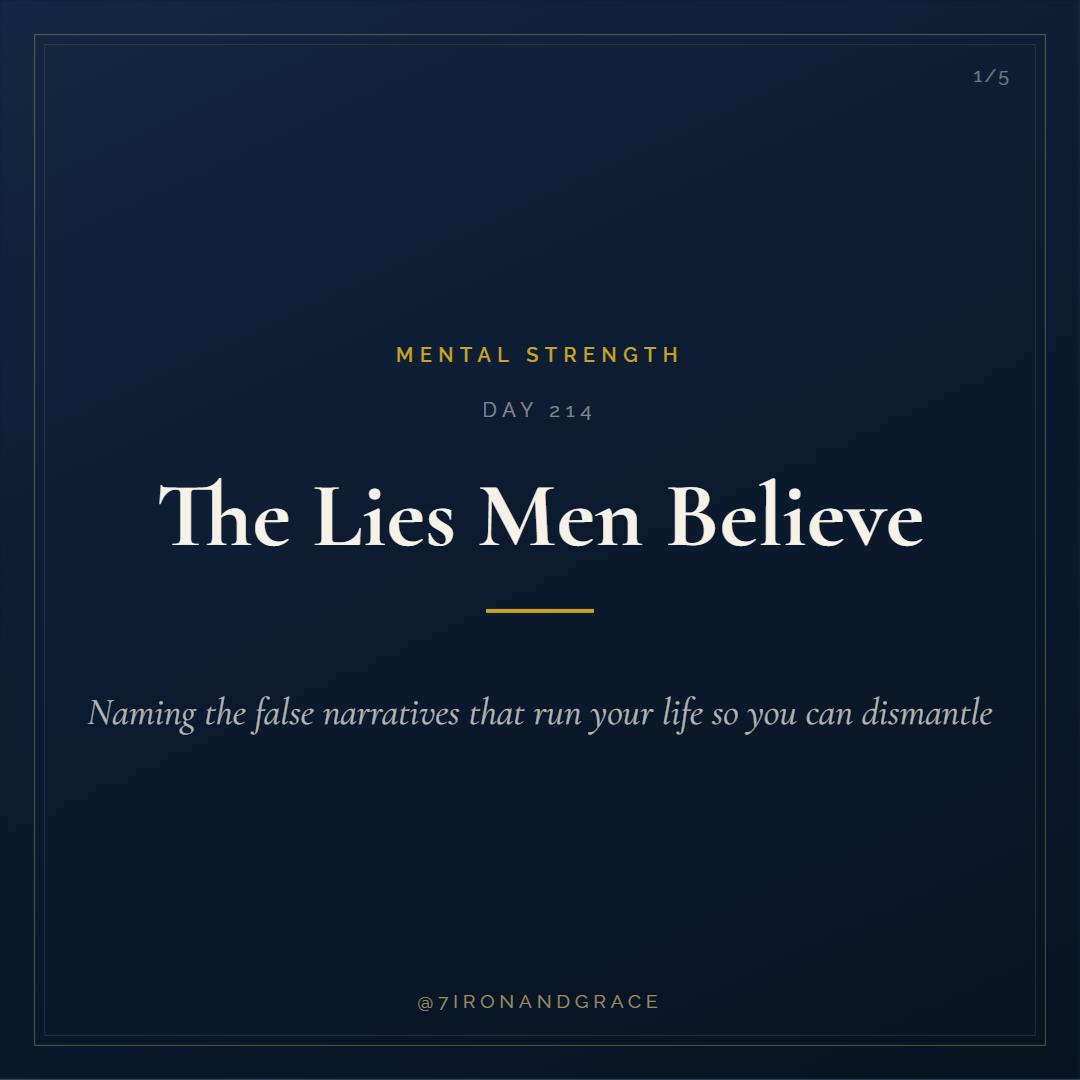 1/5
MENTAL STRENGTH
DAY 214
The Lies Men Believe
Naming the false narratives that run your life so you can dismantle
@7IRONANDGRACE